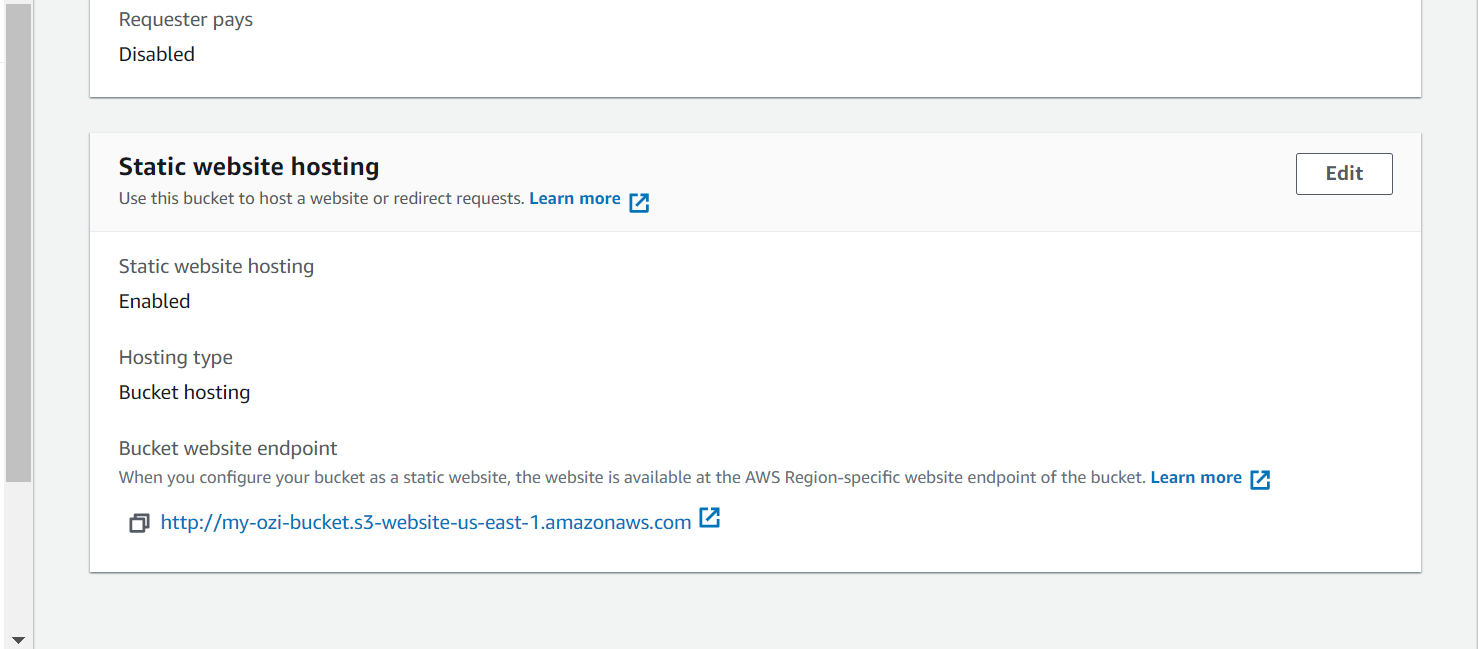 Requester pays
Disabled
Static website hosting
Edit
Use this bucket to host a website or redirect requests. Learn more
Static website hosting
Enabled
Hosting type
Bucket hosting
Bucket website endpoint
When you configure your bucket as a static website, the website is available at the AWS Region-specific website endpoint of the bucket. Learn more
http://my-ozi-bucket.s3-website-us-east-1.amazonaws.com